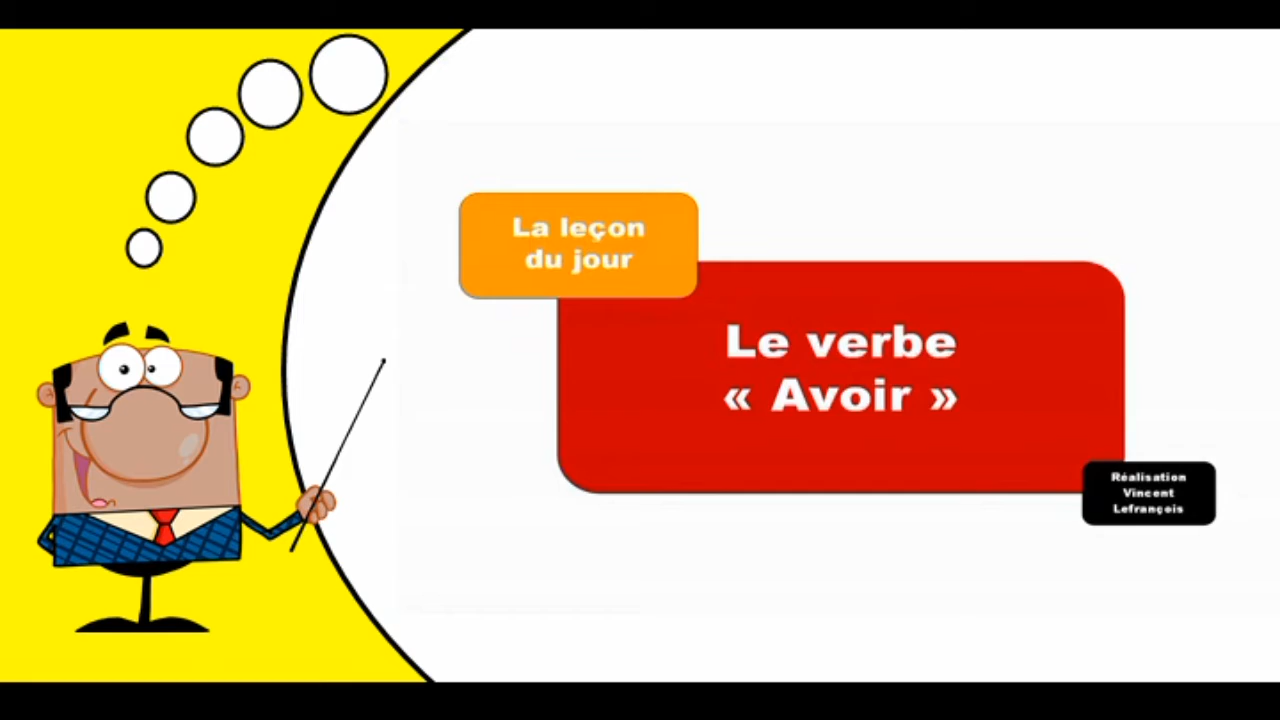 La leçon
du jour
Le verbe
« Avoir »
Réalisation
Vincent
Lefrançois